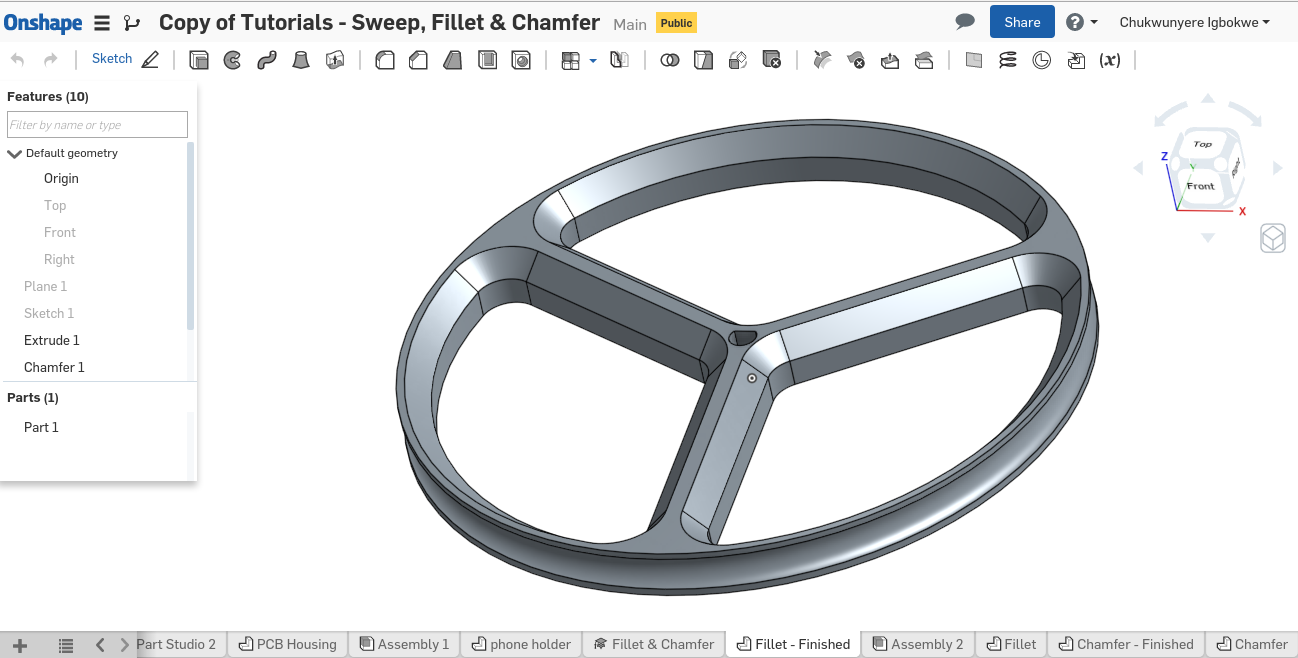 Onshape Copy of Tutorials - Sweep, Fillet & Chamfer Main Public Share ? Chukwunyere Igbokwe
Sketch (x)
Features (10)
Filter by name or type
Default geometry
Origin
Top
Front
Right
Plane 1
Sketch 1
Extrude 1
Chamfer 1
Parts (1)
Part 1
Top
Z
Y
Front
X
Part Studio 2 PCB Housing Assembly 1 phone holder Fillet & Chamfer Fillet - Finished Assembly 2 Fillet Chamfer - Finished Chamfer